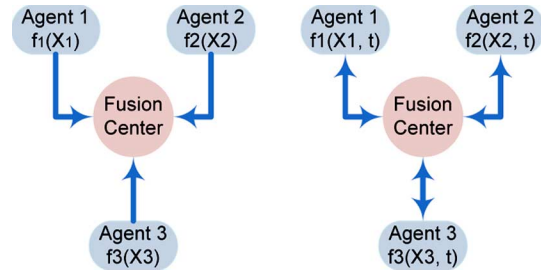 Agent 1
f1(X1)
Agent 2
f2(X2)
Fusion
Center
Agent 3
f3(X3)
Agent 1
f1(X1, t)
Agent 2
f2(X2, t)
Fusion
Center
Agent 3
f3(X3, t)